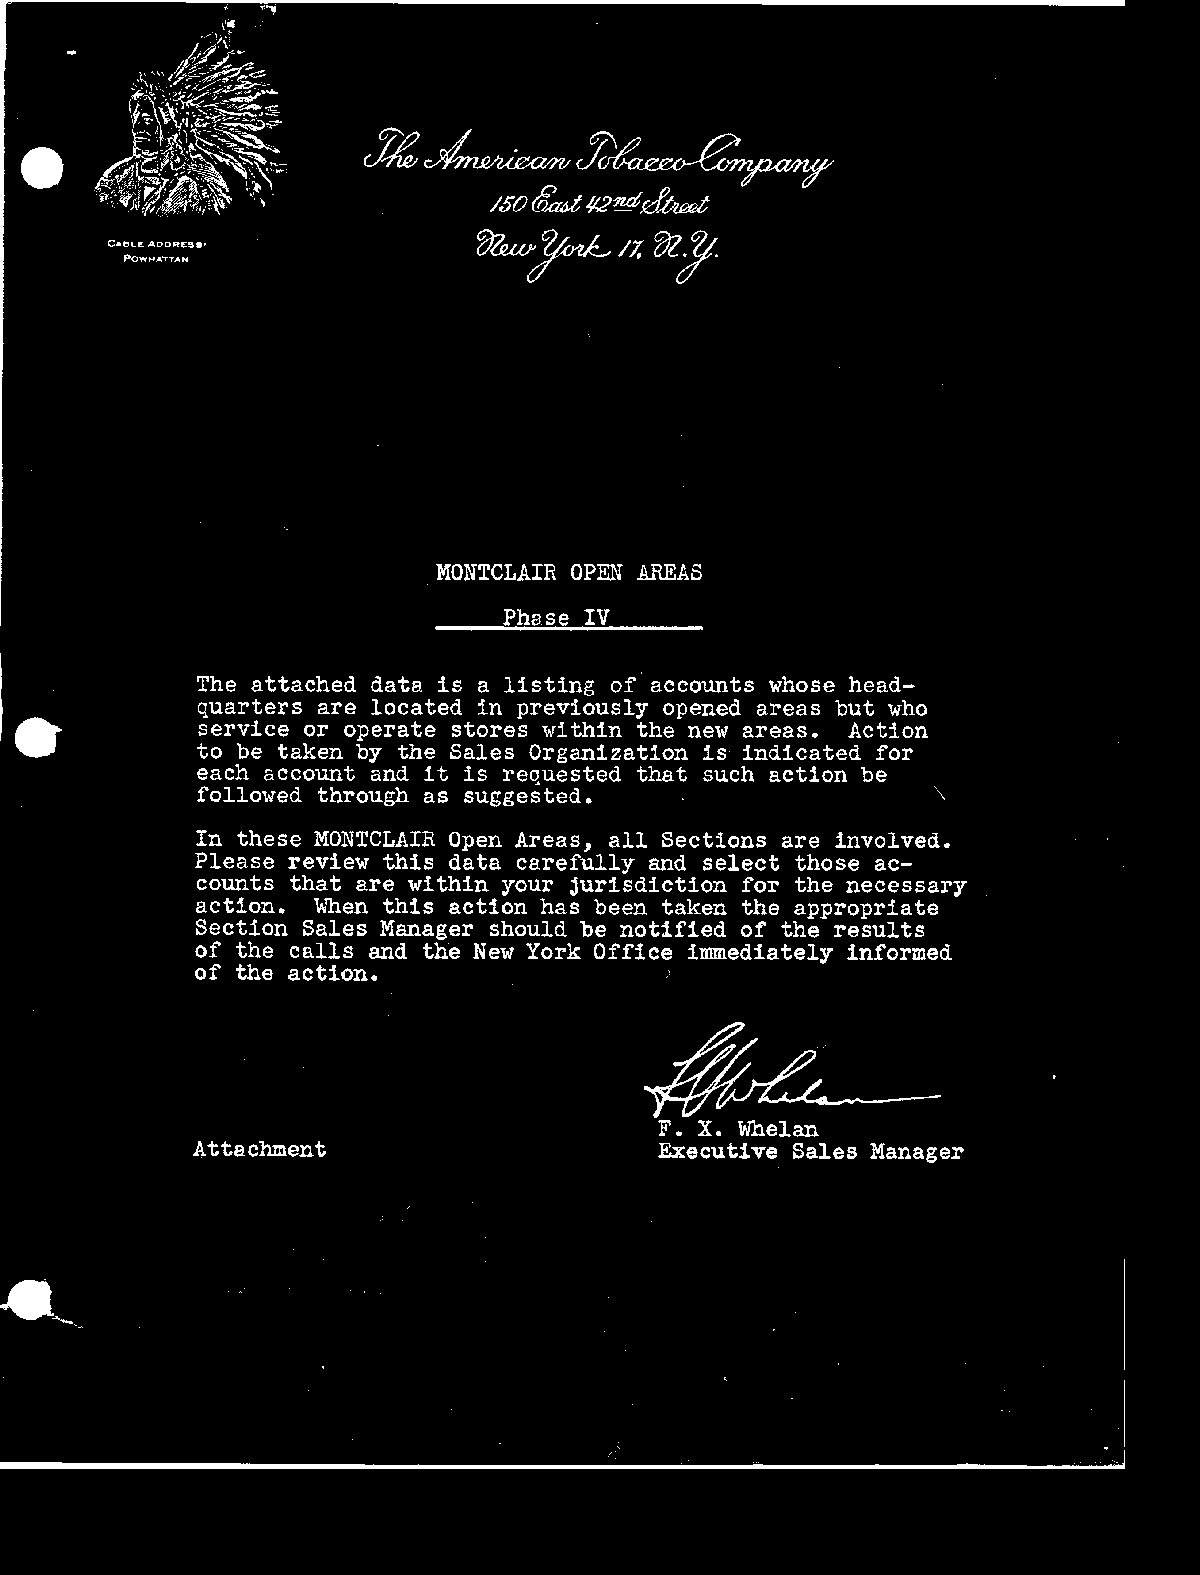 The American Tobacco Company
150 East 42nd Street
New York 17, N.Y.
CABLE ADDRESS:
POWHATTAN
MONTCLAIR OPEN AREAS
Phase IV
The attached data is a listing of accounts whose head-
quarters are located in previously opened areas but who
service or operate stores within the new areas. Action
to be taken by the Sales Organization is indicated for
each account and it is requested that such action be
followed through as suggested.
In these MONTCLAIR Open Areas, all Sections are involved.
Please review this data carefully and select those ac-
counts that are within your jurisdiction for the necessary
action. When this action has been taken the appropriate
Section Sales Manager should be notified of the results
of the calls and the New York Office immediately informed
of the action.
F X Whelan
F. X. Whelan
Attachment
Executive Sales Manager